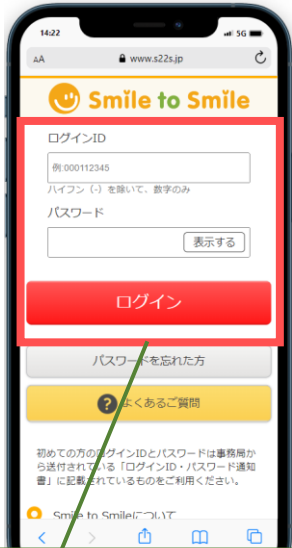 14:22
5G
AA
www.s22s.jp
Smile to Smile
ログインID
例:000112345
ハイフン（-）を除いて、数字のみ
パスワード
表示する
ログイン
パスワードを忘れた方
? よくあるご質問
初めての方のログインIDとパスワードは事務局か
ら送付されている「ログインID・パスワード通知
書」に記載されているものをご利用ください。
Smile to Smileについて